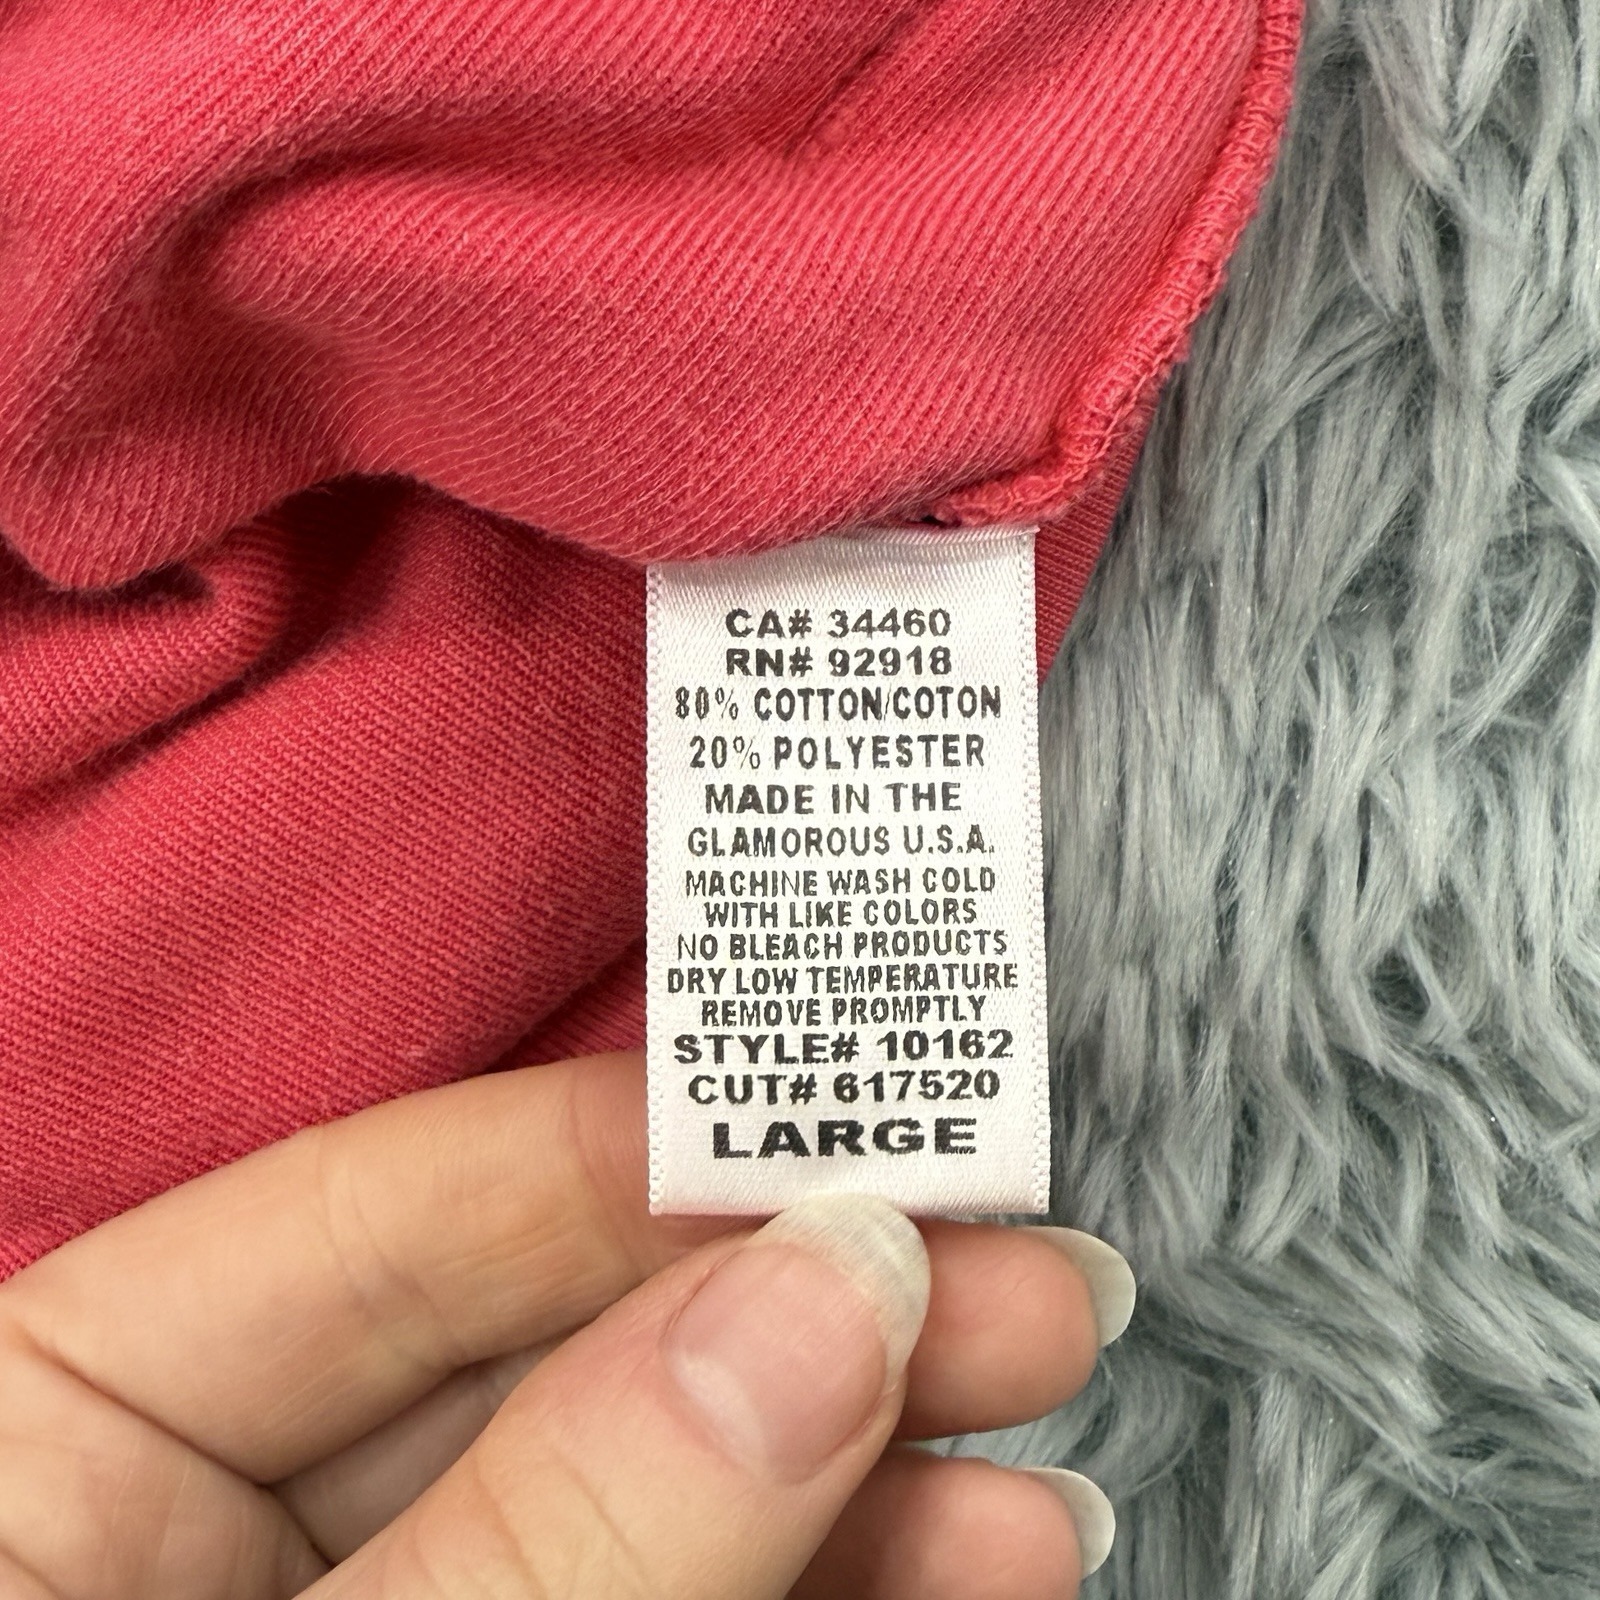 CA# 34460
RN# 92918
80% COTTON/COTON
20% POLYESTER
MADE IN THE
GLAMOROUS U.S.A.
MACHINE WASH COLD
WITH LIKE COLORS
NO BLEACH PRODUCTS
DRY LOW TEMPERATURE
REMOVE PROMPTLY
STYLE# 10162
CUT# 617520
LARGE